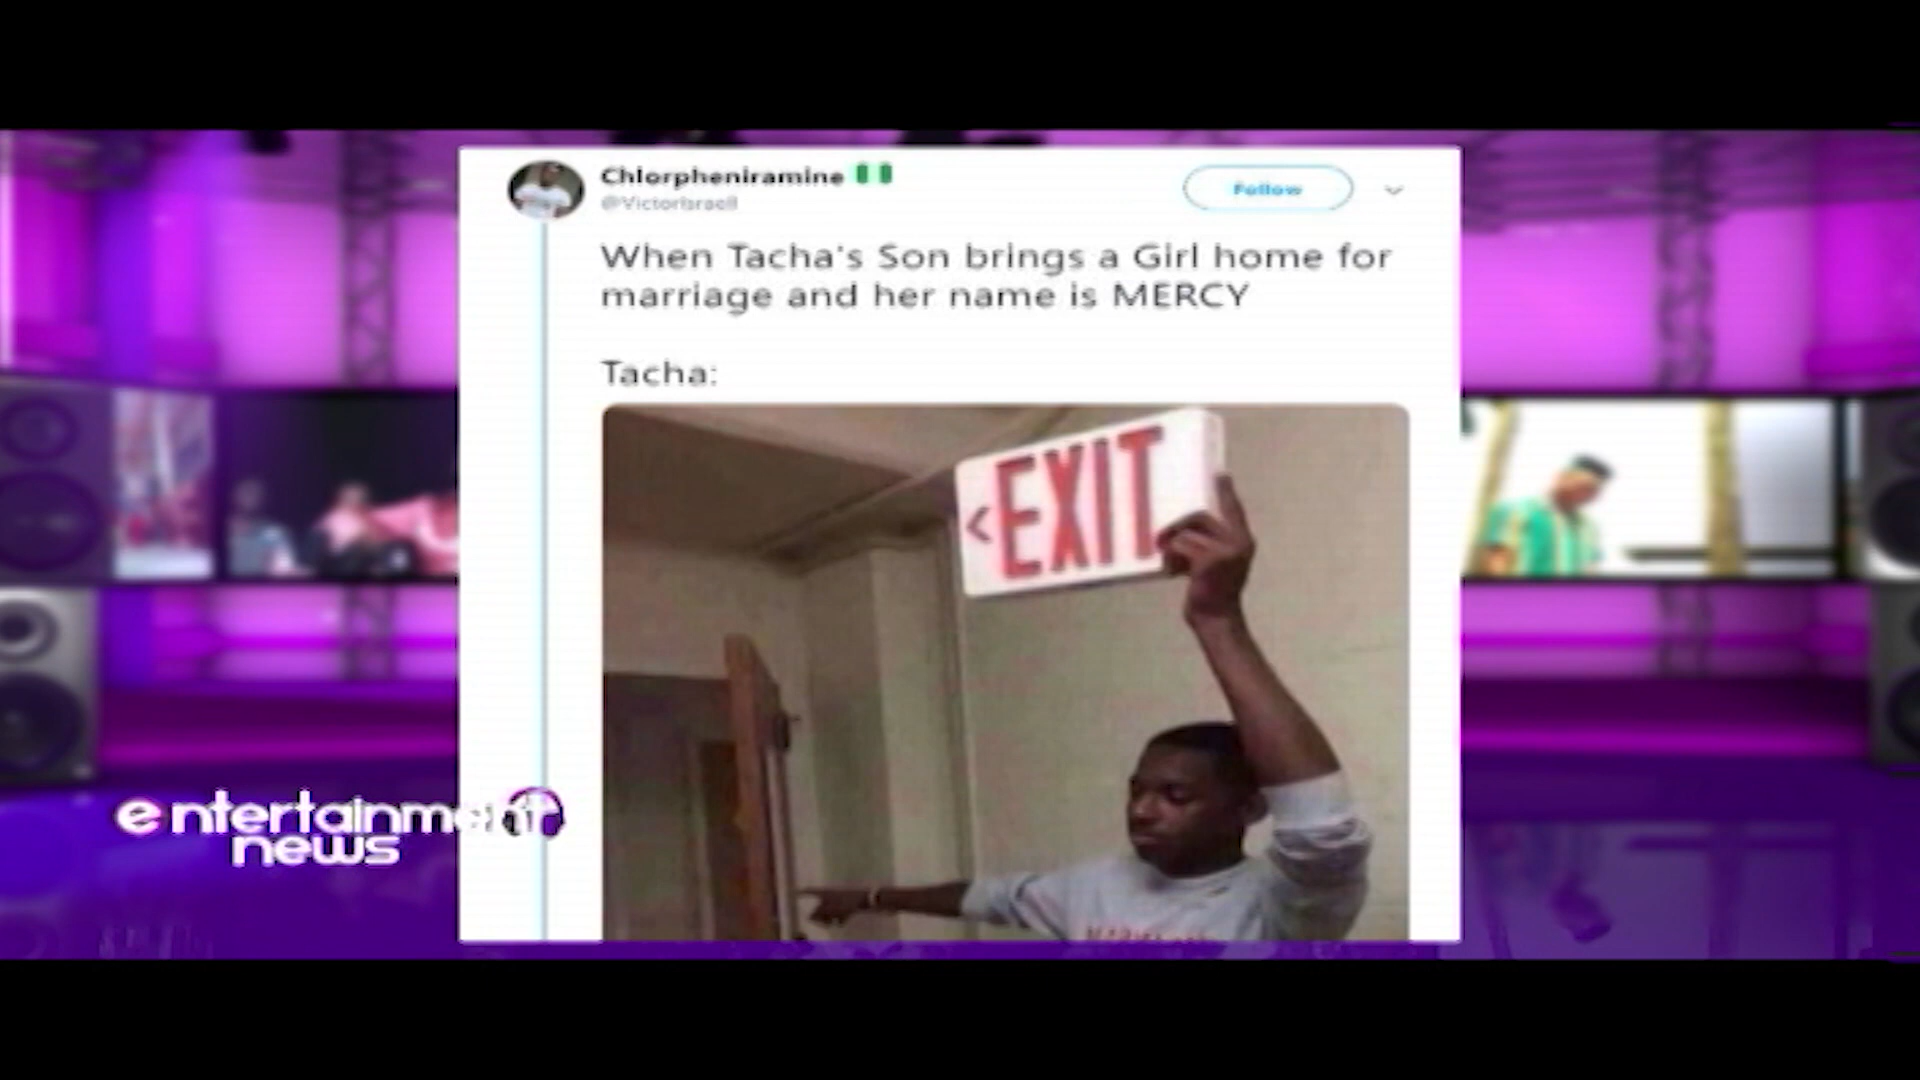 Chlorpheniramine
@VictorIsraell
Follow
When Tacha's Son brings a Girl home for
marriage and her name is MERCY
Tacha:
<EXIT
entertainment
news